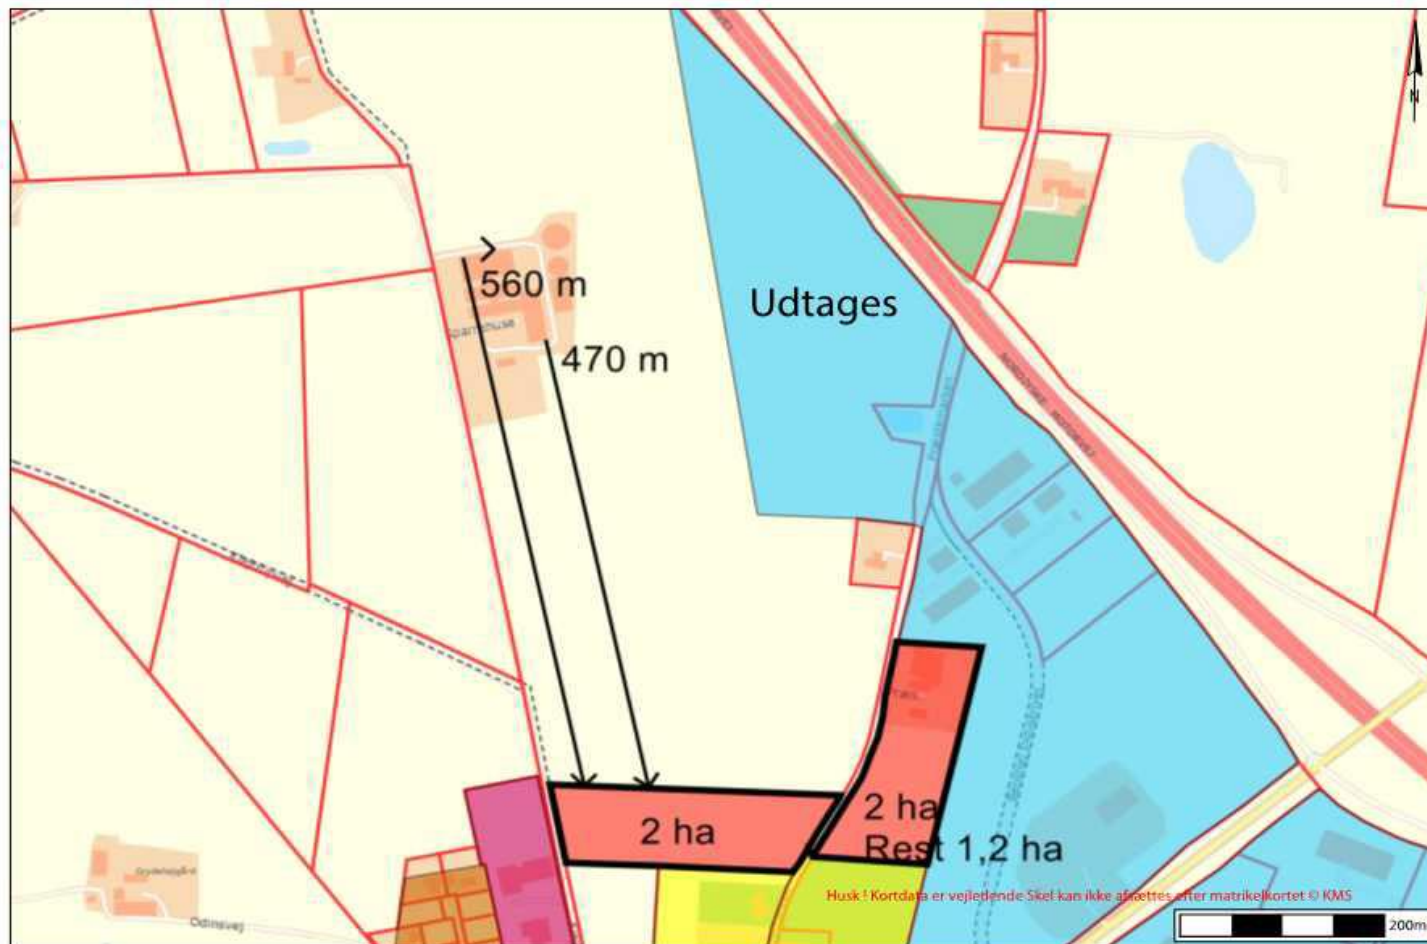 N
560 m
Udtages
470 m
2 ha
2 ha
Rest 1,2 ha
Odinsvej
Husk ! Kortdata er vejledende Skel kan ikke afsættes efter matrikelkortet © KMS
200m